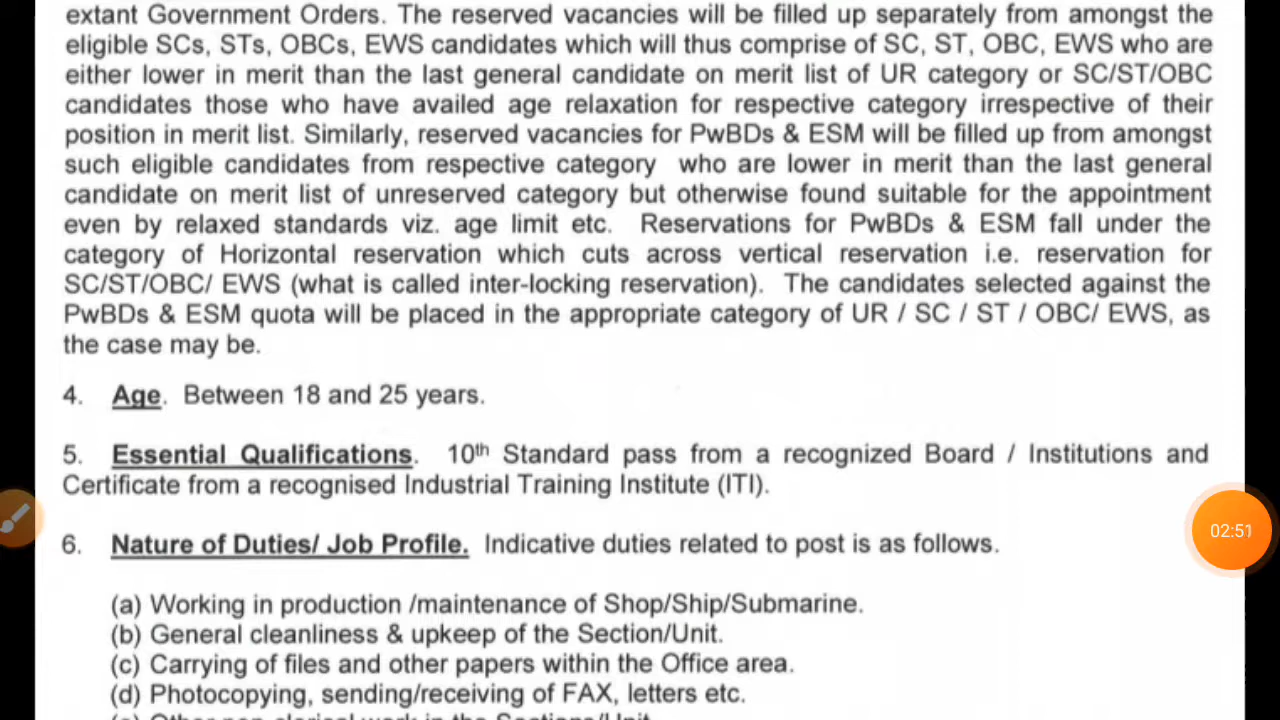 extant Government Orders. The reserved vacancies will be filled up separately from amongst the
eligible SCs, STs, OBCs, EWS candidates which will thus comprise of SC, ST, OBC, EWS who are
either lower in merit than the last general candidate on merit list of UR category or SC/ST/OBC
candidates those who have availed age relaxation for respective category irrespective of their
position in merit list. Similarly, reserved vacancies for PwBDs & ESM will be filled up from amongst
such eligible candidates from respective category who are lower in merit than the last general
candidate on merit list of unreserved category but otherwise found suitable for the appointment
even by relaxed standards viz. age limit etc. Reservations for PwBDs & ESM fall under the
category of Horizontal reservation which cuts across vertical reservation i.e. reservation for
SC/ST/OBC/ EWS (what is called inter-locking reservation). The candidates selected against the
PwBDs & ESM quota will be placed in the appropriate category of UR / SC / ST / OBC/ EWS, as
the case may be.
4. Age. Between 18 and 25 years.
5. Essential Qualifications. 10th Standard pass from a recognized Board / Institutions and
Certificate from a recognised Industrial Training Institute (ITI).
02:51
6. Nature of Duties/ Job Profile. Indicative duties related to post is as follows.
(a) Working in production /maintenance of Shop/Ship/Submarine.
(b) General cleanliness & upkeep of the Section/Unit.
(c) Carrying of files and other papers within the Office area.
(d) Photocopying, sending/receiving of FAX, letters etc.
(e) Other non-clerical work in the Sections/Unit.